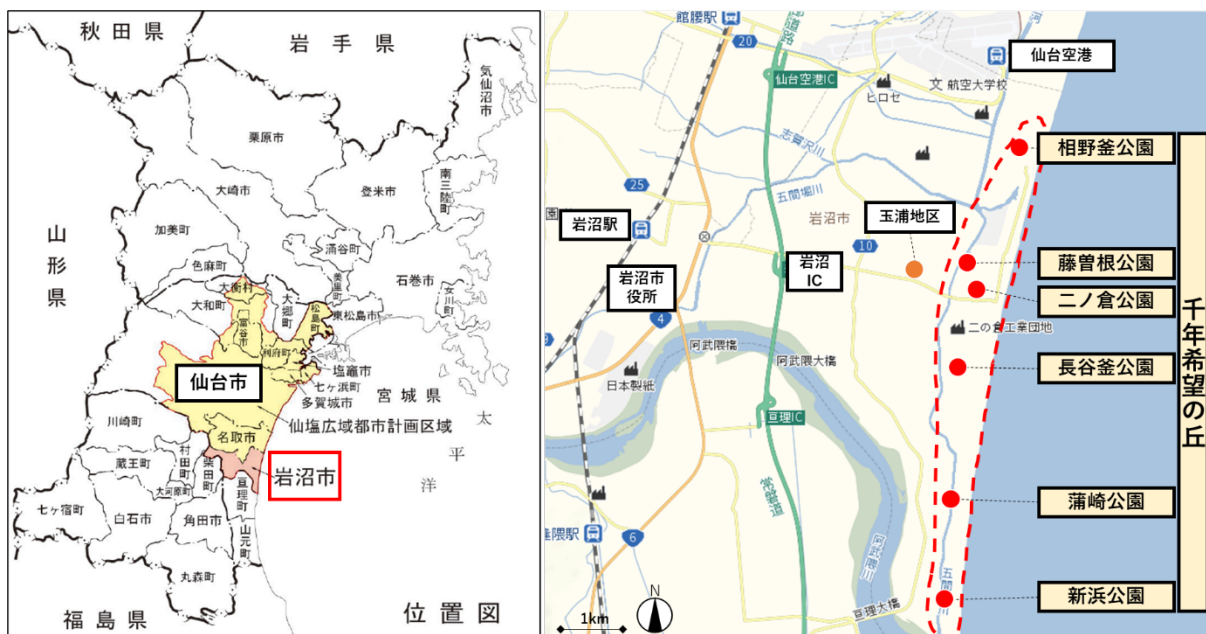 秋田県
岩手県
気仙沼市
栗原市
南三陸町
登米市
大崎市
加美町
涌谷町
石巻市
山形県
色麻町
美里町
女川町
大衡村
大和町
大郷町
松島町
東松島市
富谷市
利府町
塩竈市
仙台市
七ヶ浜町
多賀城市
宮城県
太平洋
川崎町
仙塩広域都市計画区域
名取市
村田町
柴田町
蔵王町
岩沼市
大河原町
亘理町
七ヶ宿町
白石市
角田市
山元町
丸森町
福島県
位置図
館腰駅
20
仙台空港
仙台空港IC
ヒロセ
文 航空大学校
志賀沢川
相野釜公園
25
五間堀川
岩沼市
玉浦地区
岩沼駅
10
岩沼
IC
藤曽根公園
岩沼市
役所
二ノ倉公園
4
二の倉工業団地
千年希望の丘
阿武隈橋
阿武隈大橋
長谷釜公園
日本製紙
亘理IC
常磐道
蒲崎公園
逢隈駅
6
阿武隈川
五間
新浜公園
亘理大橋
N
1km